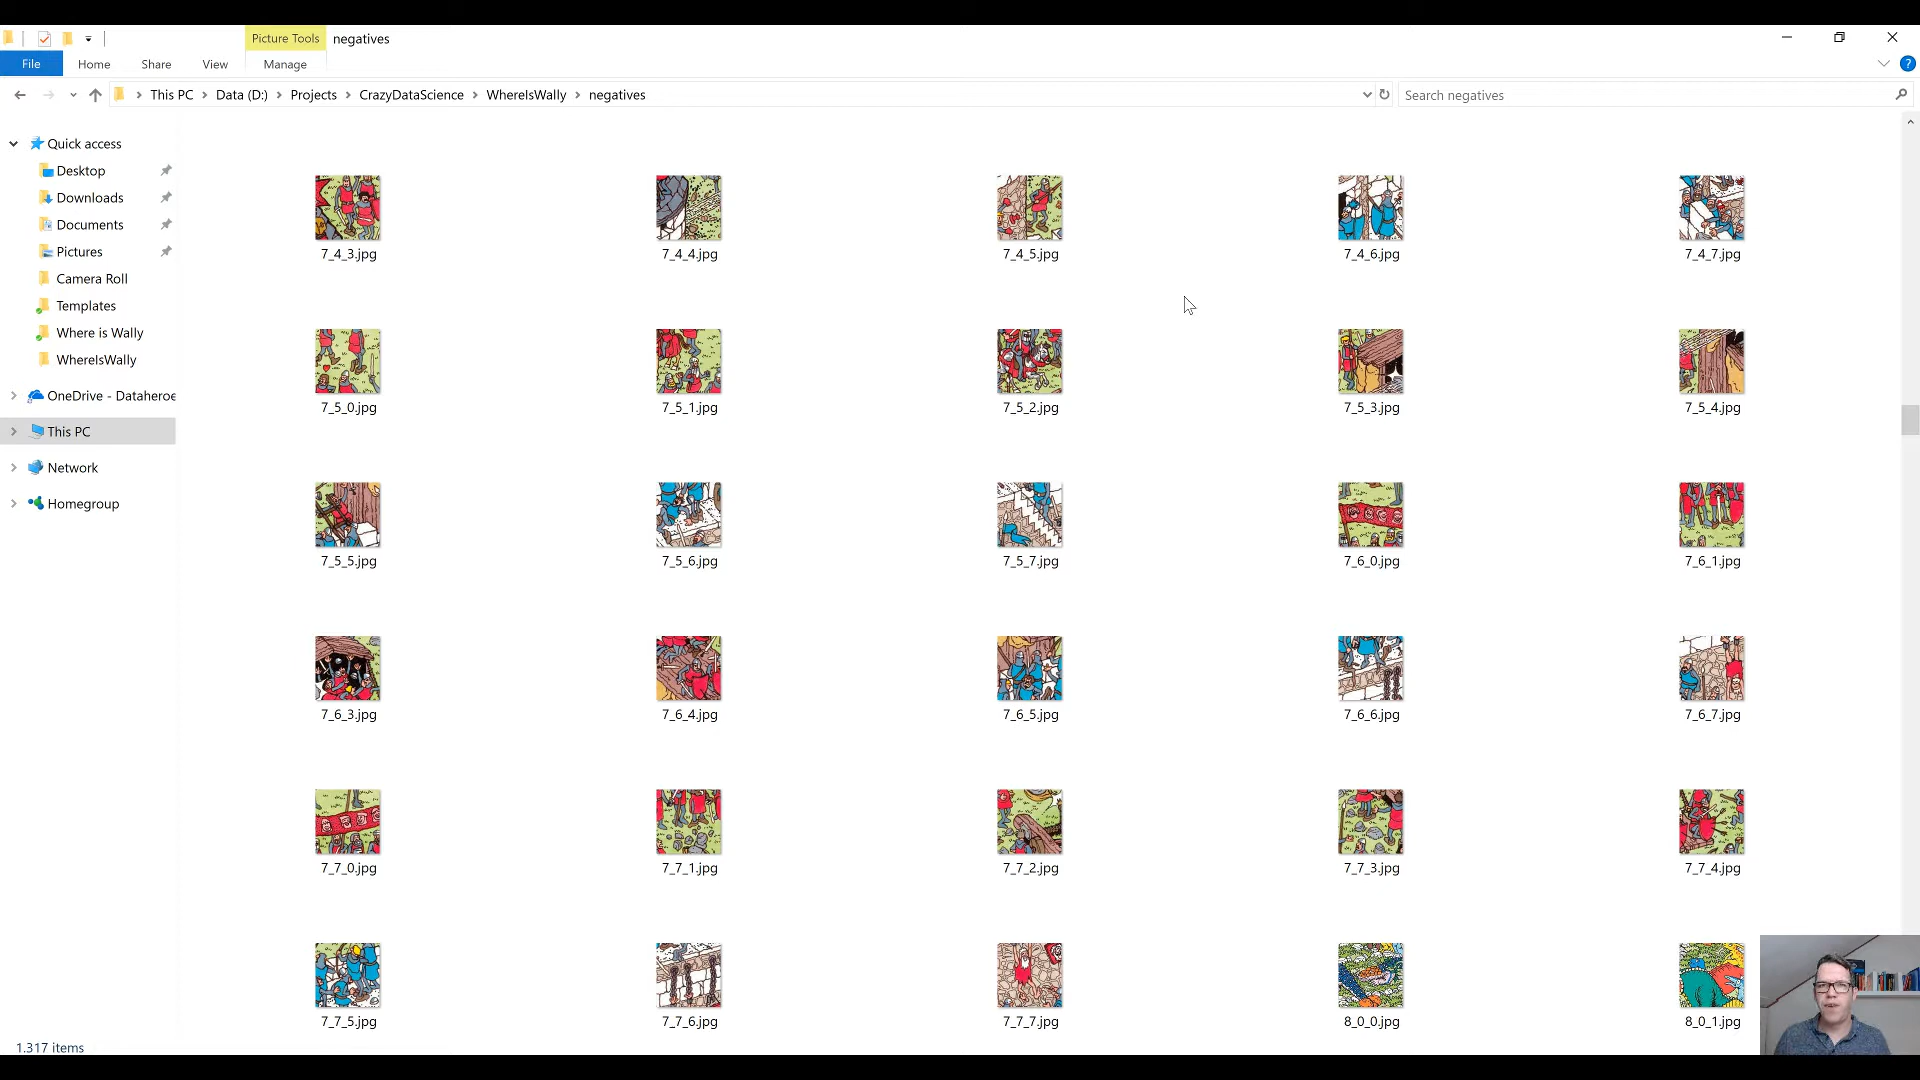 Picture Tools negatives
File Home Share View Manage
This PC Data (D:) Projects CrazyDataScience WhereIsWally negatives Search negatives
Quick access
Desktop
Downloads
Documents
Pictures
Camera Roll
Templates
Where is Wally
WhereIsWally
OneDrive - Dataheroe
This PC
Network
Homegroup
7_4_3.jpg 7_4_4.jpg 7_4_5.jpg 7_4_6.jpg 7_4_7.jpg
7_5_0.jpg 7_5_1.jpg 7_5_2.jpg 7_5_3.jpg 7_5_4.jpg
7_5_5.jpg 7_5_6.jpg 7_5_7.jpg 7_6_0.jpg 7_6_1.jpg
7_6_3.jpg 7_6_4.jpg 7_6_5.jpg 7_6_6.jpg 7_6_7.jpg
7_7_0.jpg 7_7_1.jpg 7_7_2.jpg 7_7_3.jpg 7_7_4.jpg
7_7_5.jpg 7_7_6.jpg 7_7_7.jpg 8_0_0.jpg 8_0_1.jpg
1.317 items